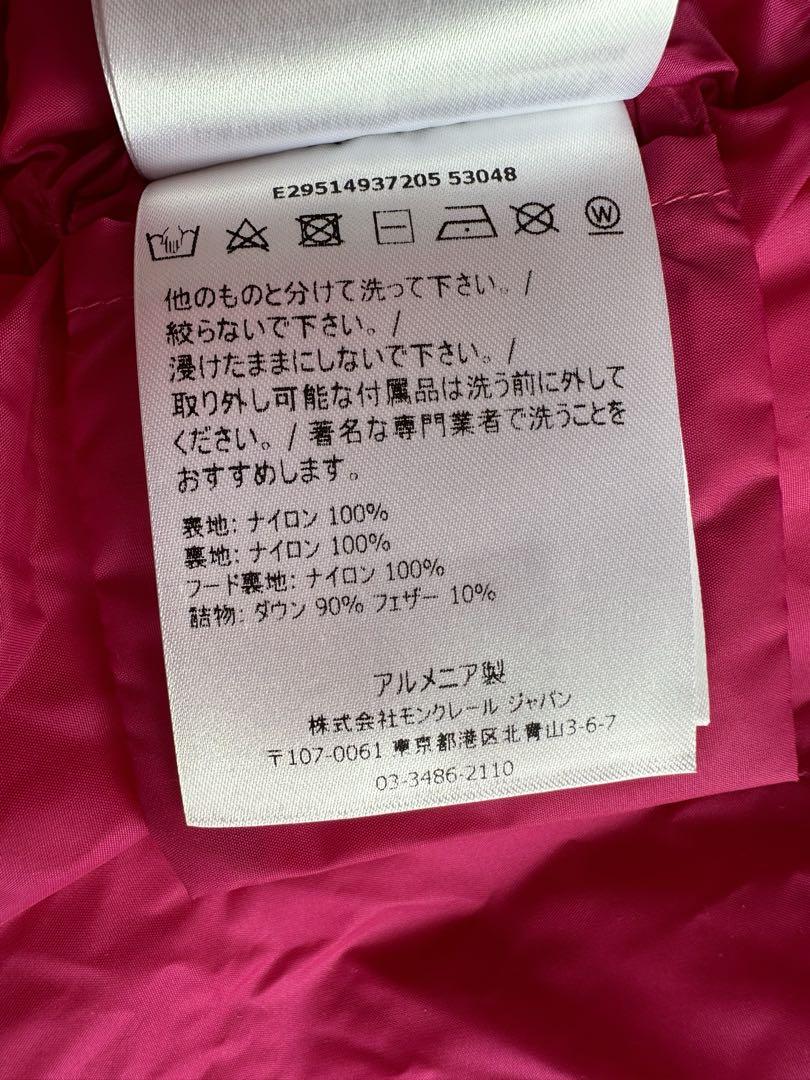 E29514937205 53048
W
他のものと分けて洗って下さい。/
絞らないで下さい。/
浸けたままにしないで下さい。/
取り外し可能な付属品は洗う前に外して
ください。/ 著名な専門業者で洗うことを
おすすめします。
表地: ナイロン 100%
裏地: ナイロン 100%
フード裏地: ナイロン 100%
詰物: ダウン 90% フェザー 10%
アルメニア製
株式会社モンクレール ジャパン
〒107-0061 東京都港区北青山3-6-7
03-3486-2110